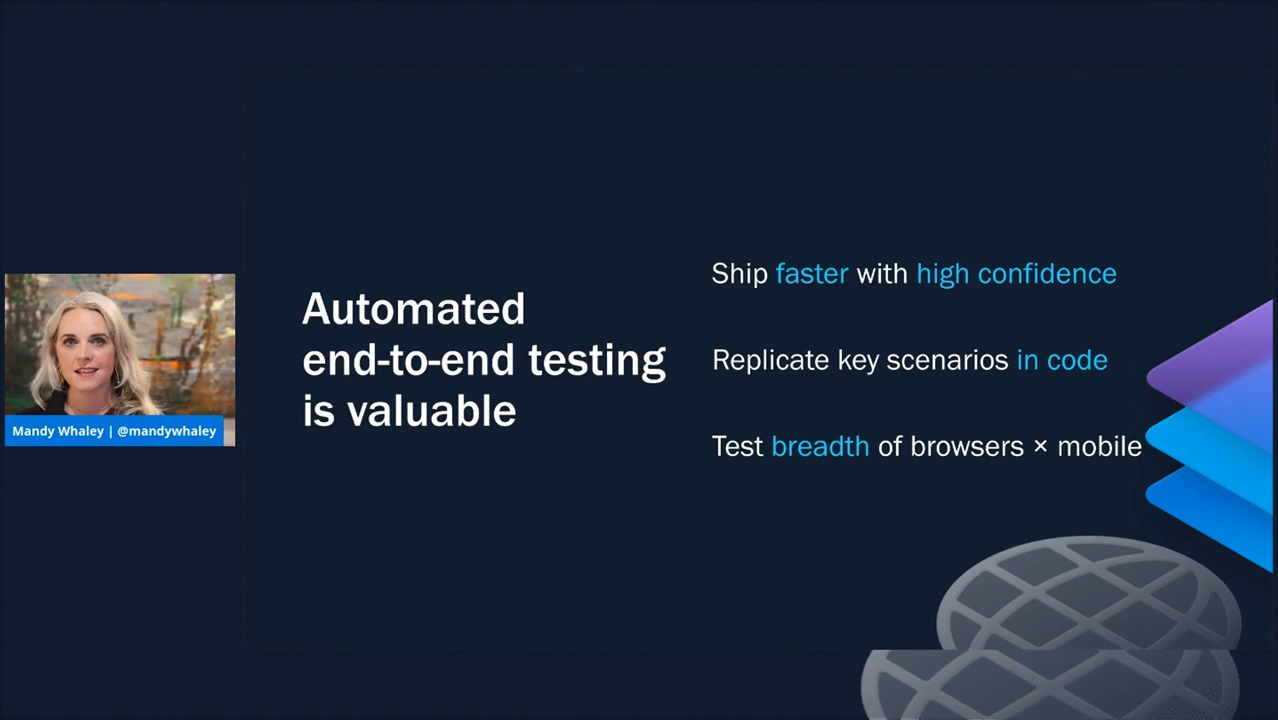 Automated
end-to-end testing
is valuable
Ship faster with high confidence
Replicate key scenarios in code
Test breadth of browsers × mobile
Mandy Whaley | @mandywhaley